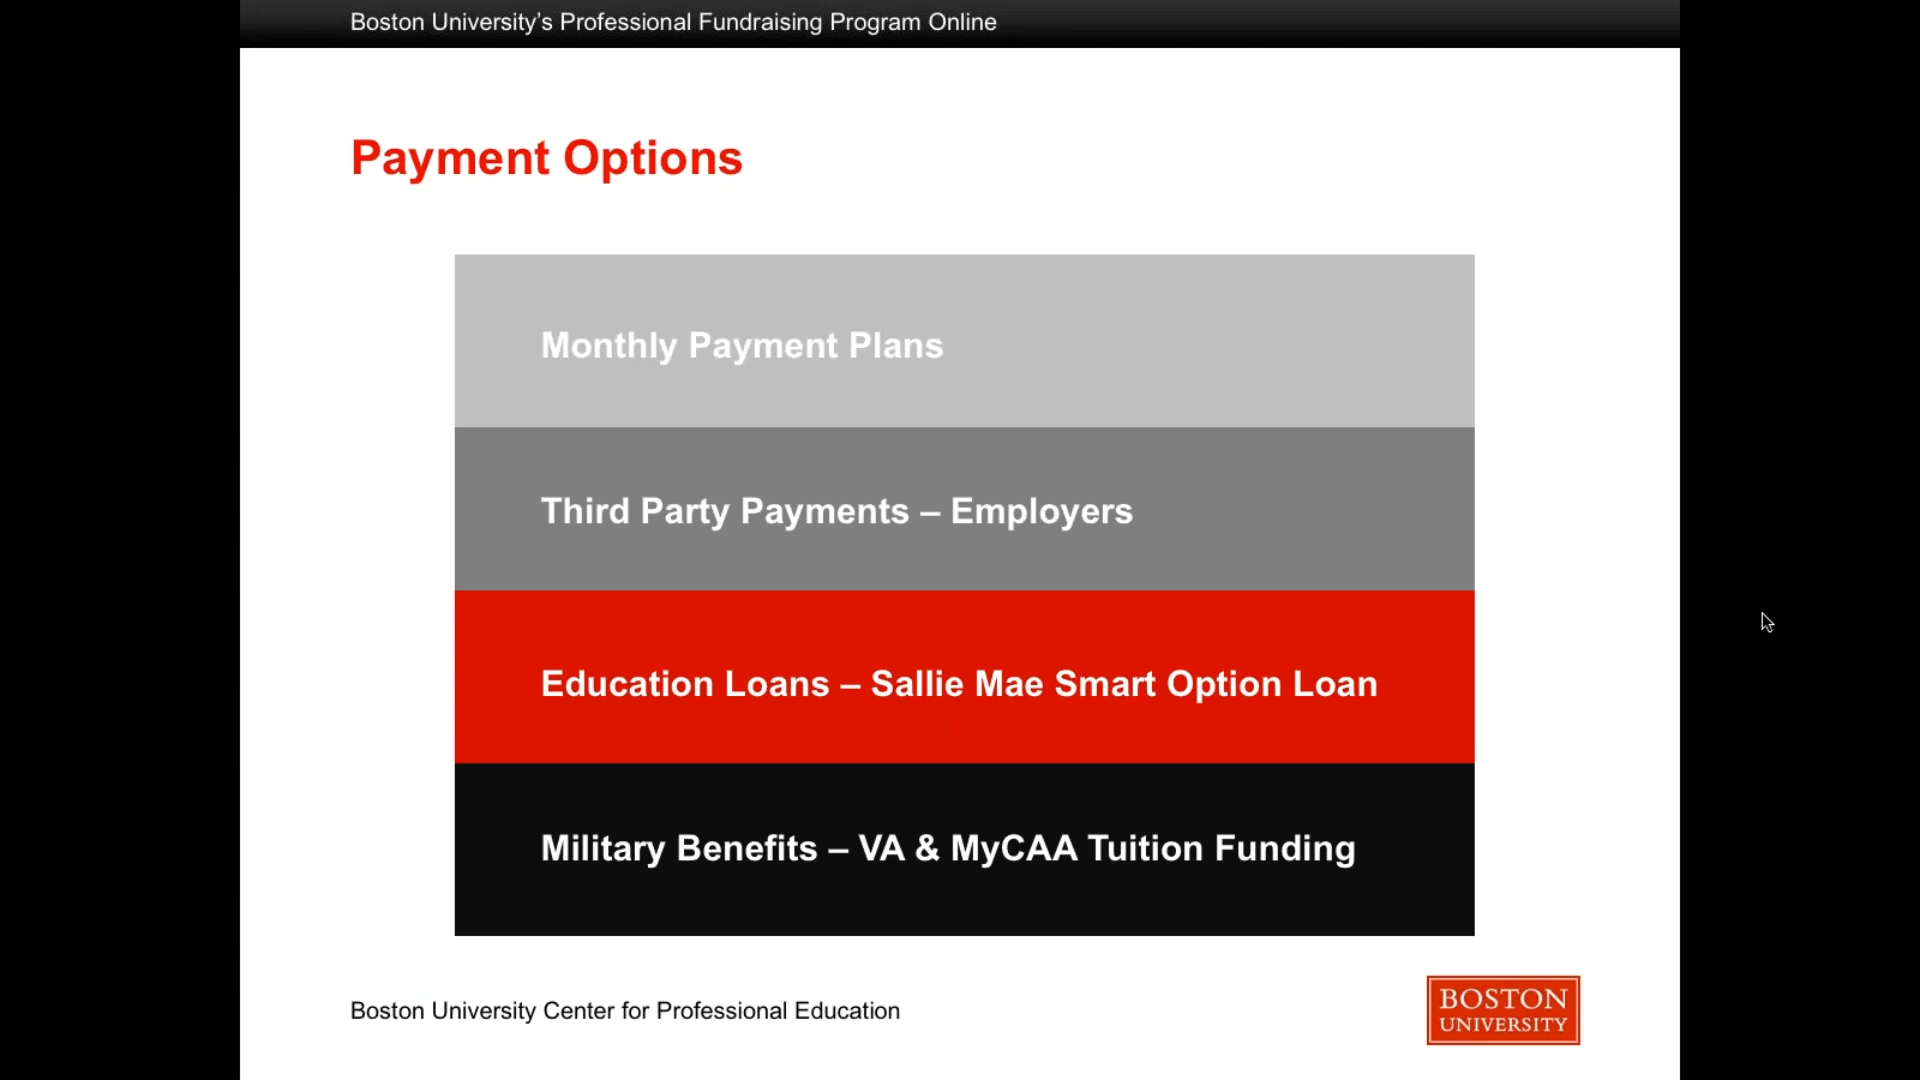 Boston University’s Professional Fundraising Program Online
Payment Options
Monthly Payment Plans
Third Party Payments – Employers
Education Loans – Sallie Mae Smart Option Loan
Military Benefits – VA & MyCAA Tuition Funding
Boston University Center for Professional Education
BOSTON
UNIVERSITY